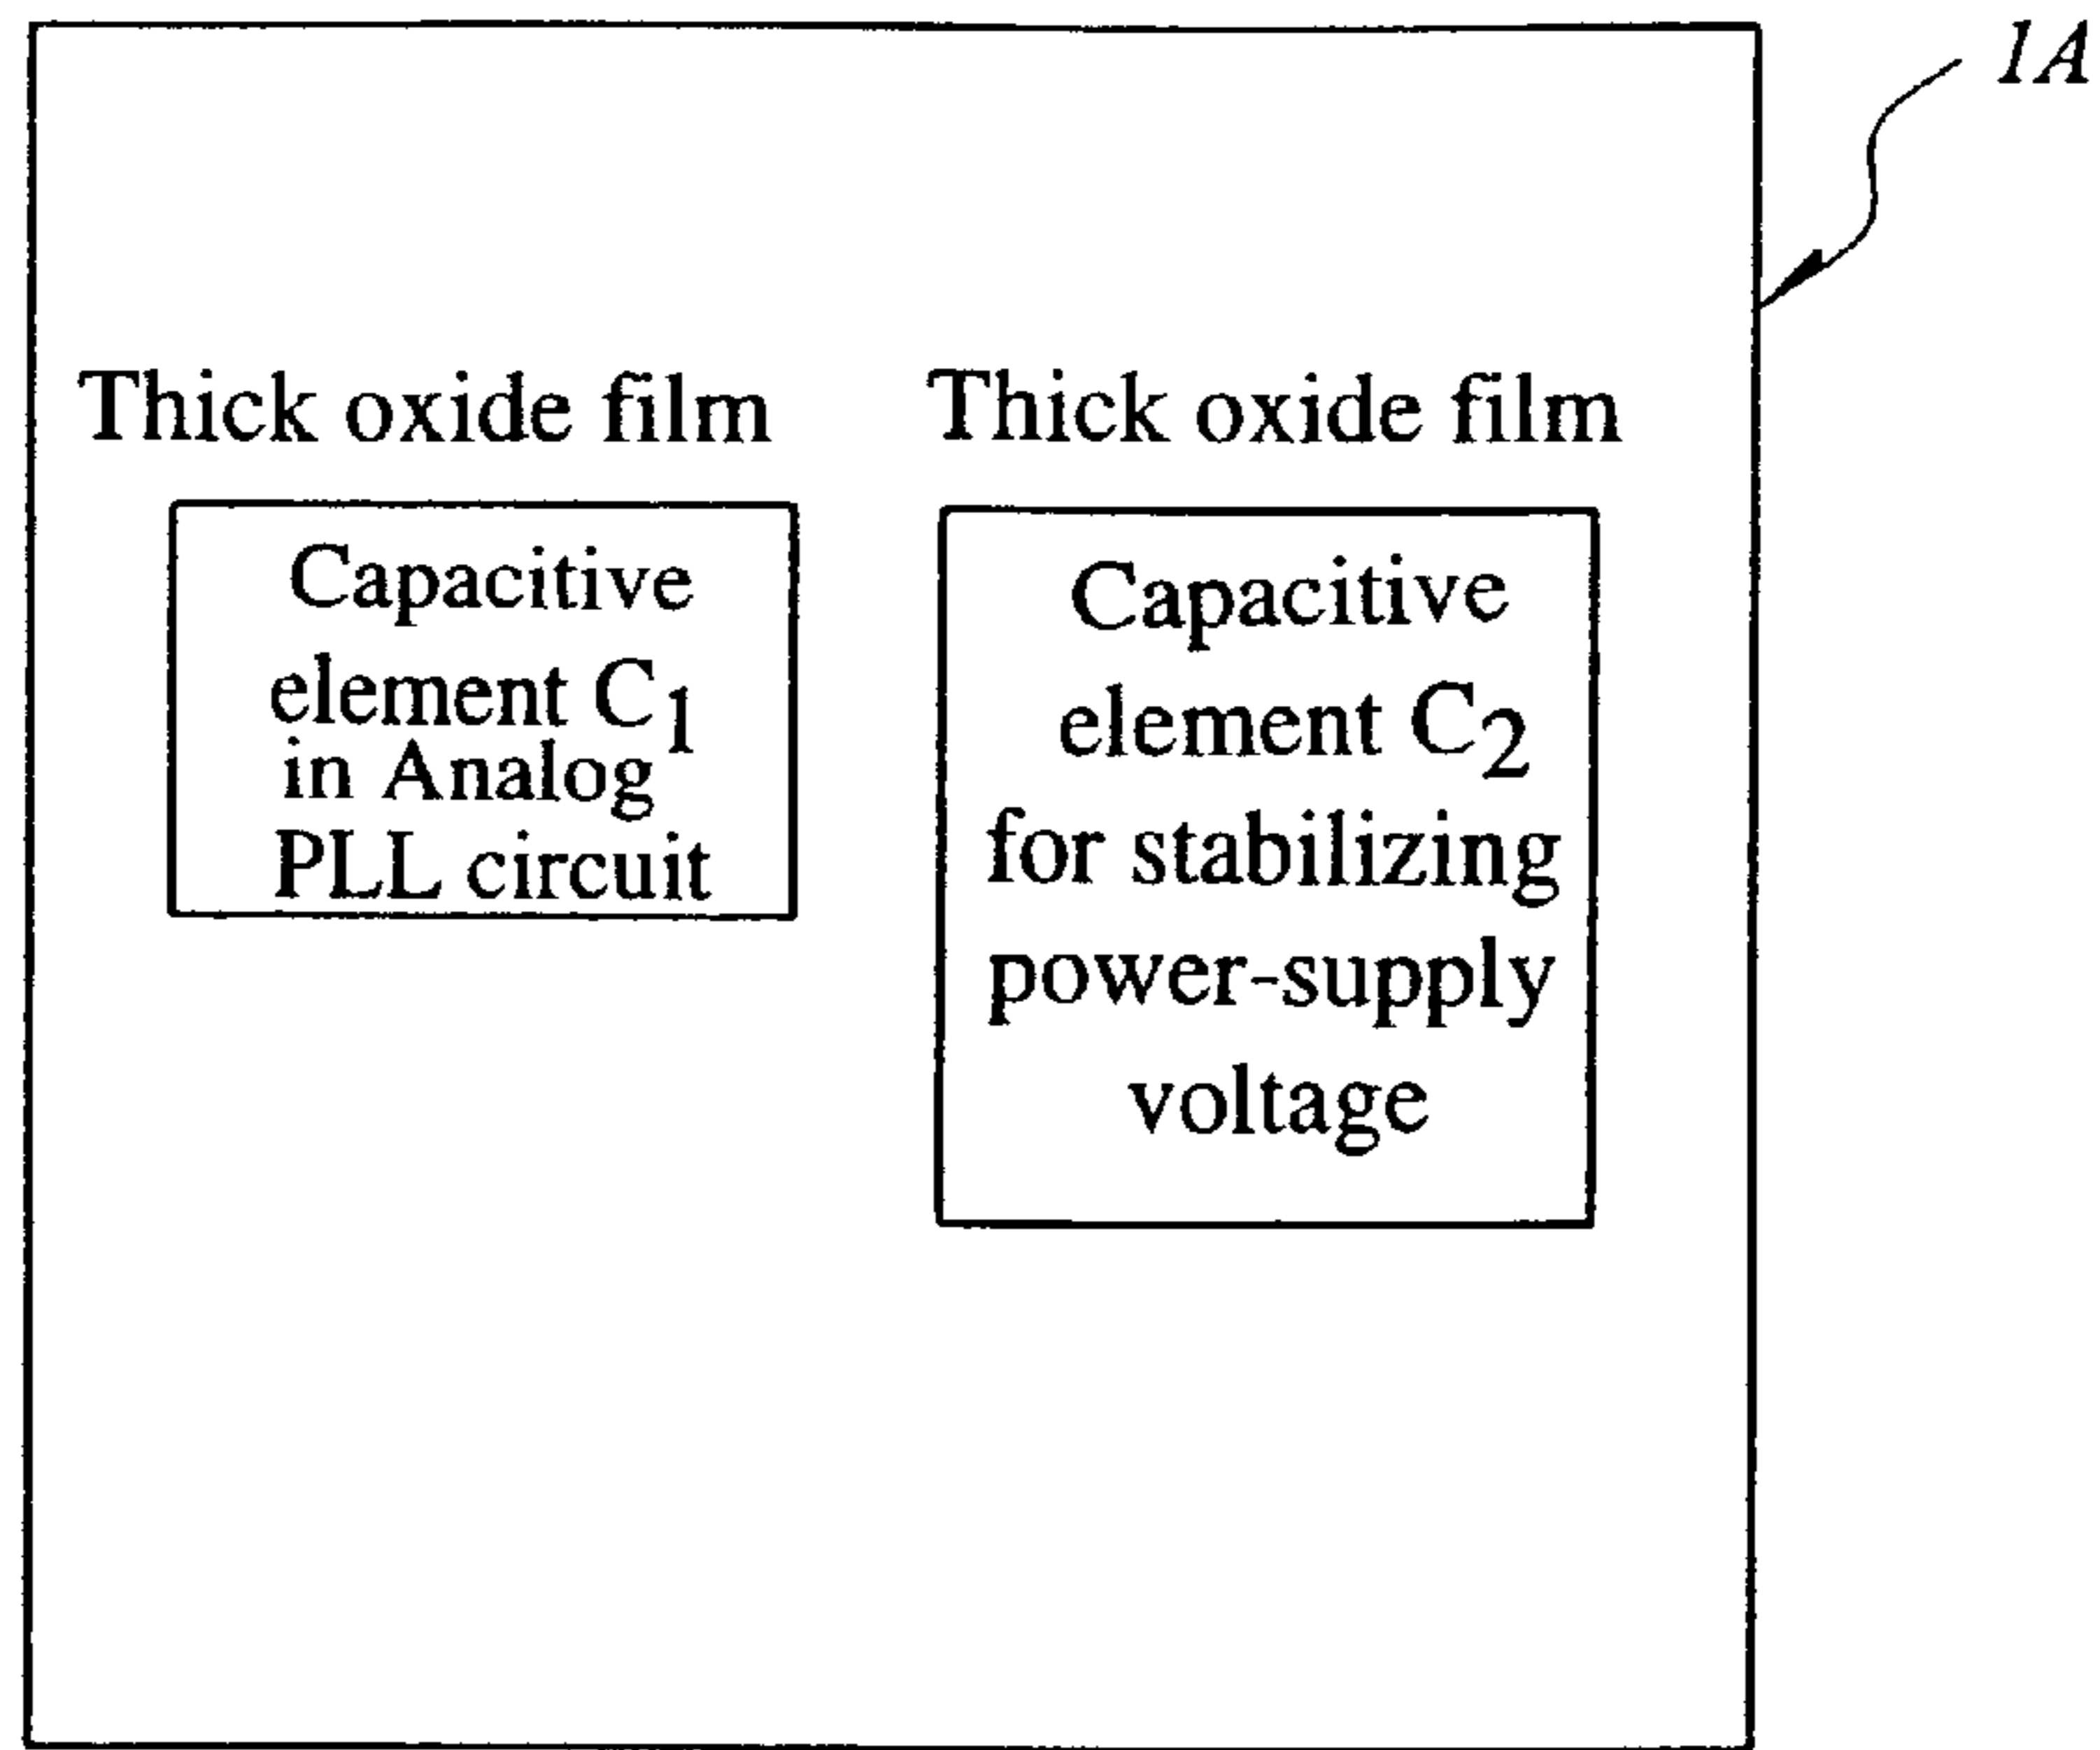 1A
Thick oxide film
Capacitive
element C1
in Analog
PLL circuit
Thick oxide film
Capacitive
element C2
for stabilizing
power-supply
voltage